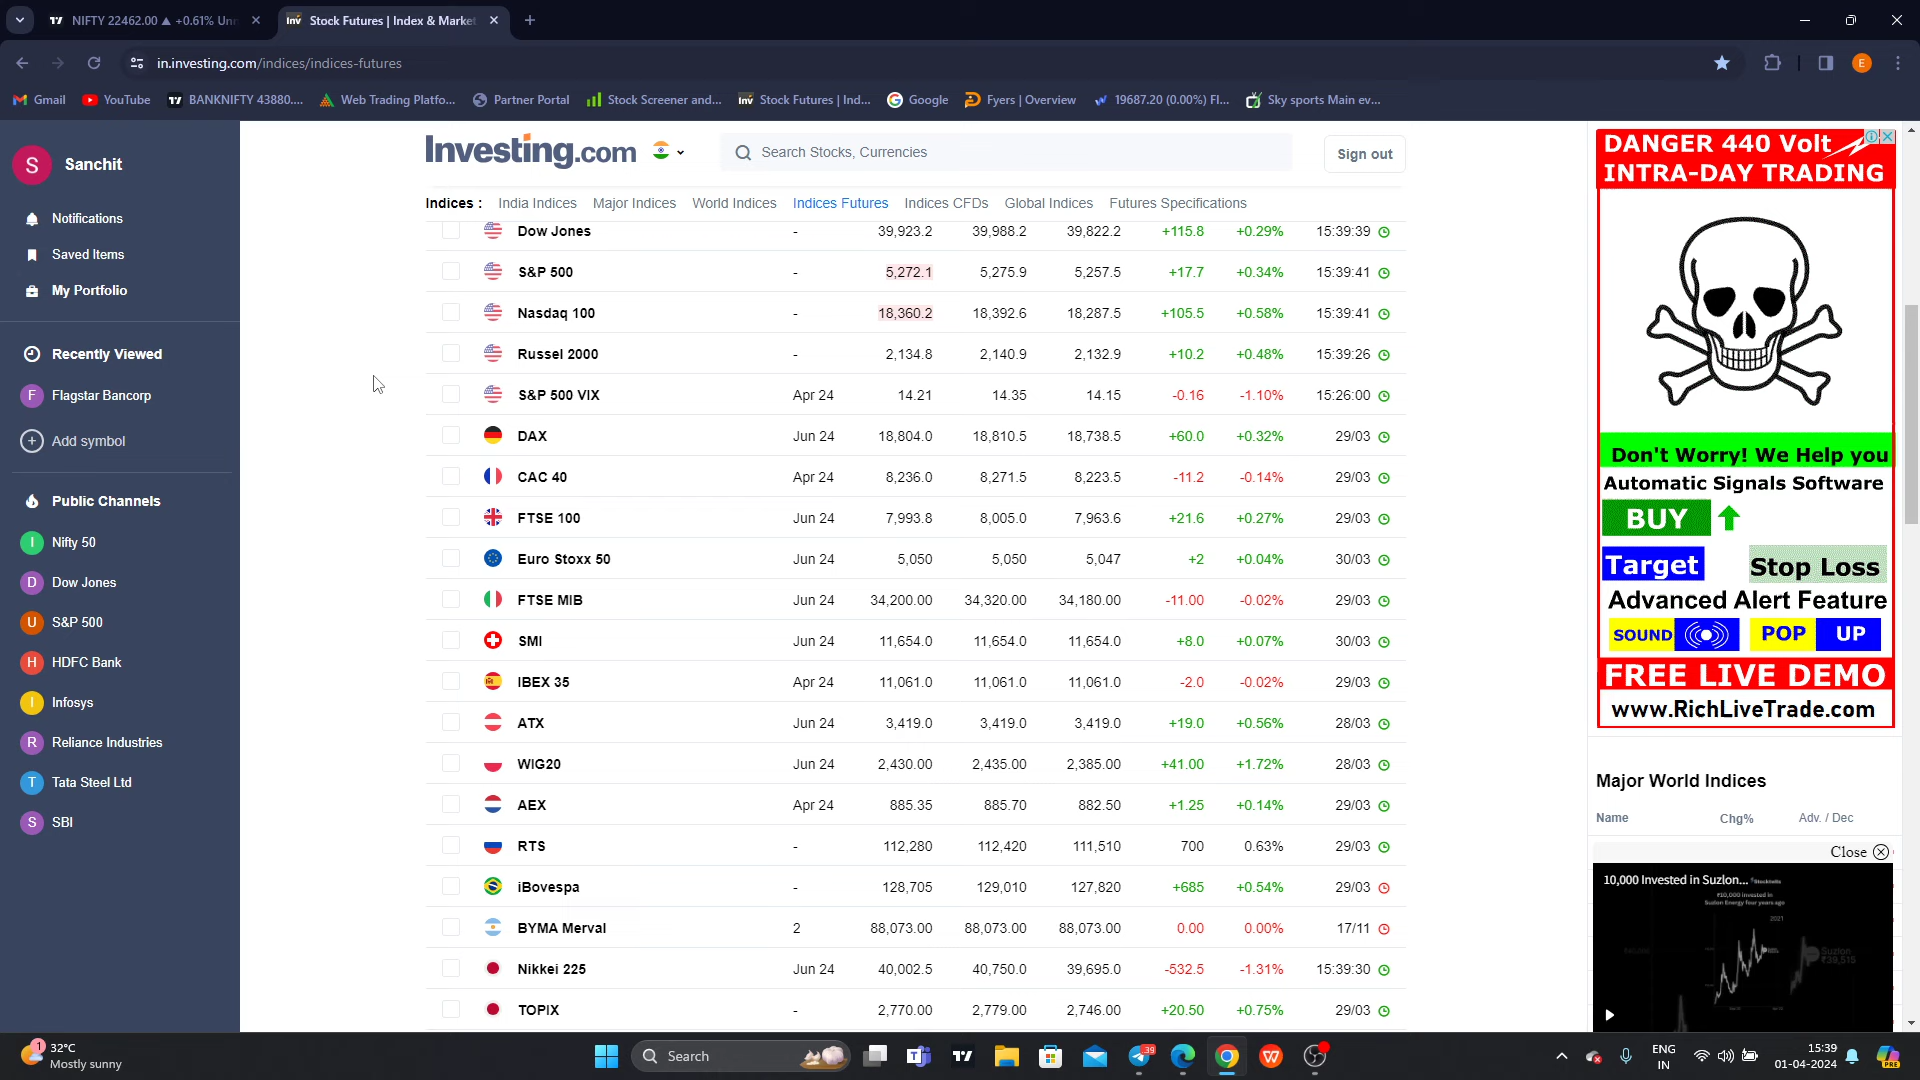 NIFTY 22462.00 ▲ +0.61% Unn
Stock Futures | Index & Marke
in.investing.com/indices/indices-futures
E
Gmail YouTube BANKNIFTY 43880.... Web Trading Platfo... Partner Portal Stock Screener and... Inv Stock Futures | Ind... Google Fyers | Overview 19687.20 (0.00%) FI... Sky sports Main ev...
S Sanchit
Notifications
Saved Items
My Portfolio
Recently Viewed
F Flagstar Bancorp
+ Add symbol
Public Channels
I Nifty 50
D Dow Jones
U S&P 500
H HDFC Bank
I Infosys
R Reliance Industries
T Tata Steel Ltd
S SBI
Investing.com
Search Stocks, Currencies
Sign out
Indices : India Indices Major Indices World Indices Indices Futures Indices CFDs Global Indices Futures Specifications
Dow Jones - 39,923.2 39,988.2 39,822.2 +115.8 +0.29% 15:39:39
S&P 500 - 5,272.1 5,275.9 5,257.5 +17.7 +0.34% 15:39:41
Nasdaq 100 - 18,360.2 18,392.6 18,287.5 +105.5 +0.58% 15:39:41
Russel 2000 - 2,134.8 2,140.9 2,132.9 +10.2 +0.48% 15:39:26
S&P 500 VIX Apr 24 14.21 14.35 14.15 -0.16 -1.10% 15:26:00
DAX Jun 24 18,804.0 18,810.5 18,738.5 +60.0 +0.32% 29/03
CAC 40 Apr 24 8,236.0 8,271.5 8,223.5 -11.2 -0.14% 29/03
FTSE 100 Jun 24 7,993.8 8,005.0 7,963.6 +21.6 +0.27% 29/03
Euro Stoxx 50 Jun 24 5,050 5,050 5,047 +2 +0.04% 30/03
FTSE MIB Jun 24 34,200.00 34,320.00 34,180.00 -11.00 -0.02% 29/03
SMI Jun 24 11,654.0 11,654.0 11,654.0 +8.0 +0.07% 30/03
IBEX 35 Apr 24 11,061.0 11,061.0 11,061.0 -2.0 -0.02% 29/03
ATX Jun 24 3,419.0 3,419.0 3,419.0 +19.0 +0.56% 28/03
WIG20 Jun 24 2,430.00 2,435.00 2,385.00 +41.00 +1.72% 28/03
AEX Apr 24 885.35 885.70 882.50 +1.25 +0.14% 29/03
RTS - 112,280 112,420 111,510 700 0.63% 29/03
iBovespa - 128,705 129,010 127,820 +685 +0.54% 29/03
BYMA Merval 2 88,073.00 88,073.00 88,073.00 0.00 0.00% 17/11
Nikkei 225 Jun 24 40,002.5 40,750.0 39,695.0 -532.5 -1.31% 15:39:30
TOPIX - 2,770.00 2,779.00 2,746.00 +20.50 +0.75% 29/03
DANGER 440 Volt
INTRA-DAY TRADING
Don't Worry! We Help you
Automatic Signals Software
BUY
Target Stop Loss
Advanced Alert Feature
SOUND POP UP
FREE LIVE DEMO
www.RichLiveTrade.com
Major World Indices
Name Chg% Adv. / Dec
Close
10,000 Invested in Suzlon...
₹10,000 invested in
Suzlon Energy four years ago
2021
Suzlon
₹39,515
32°C
Mostly sunny
Search
39
ENG
IN
15:39
01-04-2024